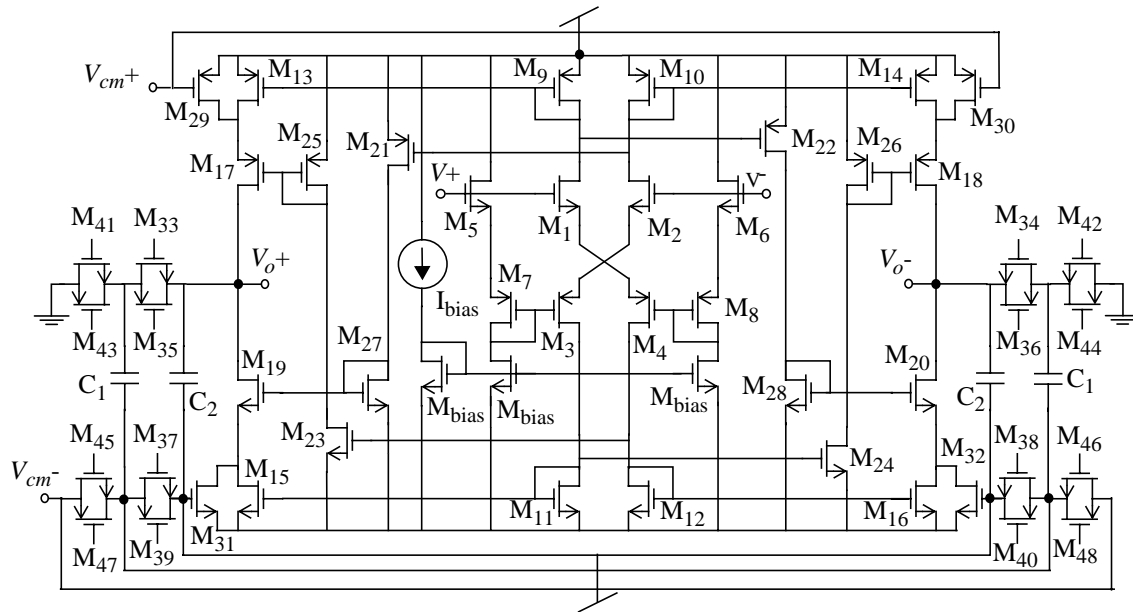 M9 M10
M13 M14
Vcm+
M29 M30
M25 M26
M21 M22
M17 M18
V+ V-
M41 M33 M34 M42
M5 M1 M2 M6
Vo+ Vo-
M7 M8
Ibias
M43 M35 M36 M44
M27 M3 M4
M19 M20
C1 C2 Mbias Mbias Mbias M28 C2 C1
M23 M24
M45 M37 M38 M46
M15 M32
Vcm-
M11 M12 M16
M47 M39 M31 M40 M48